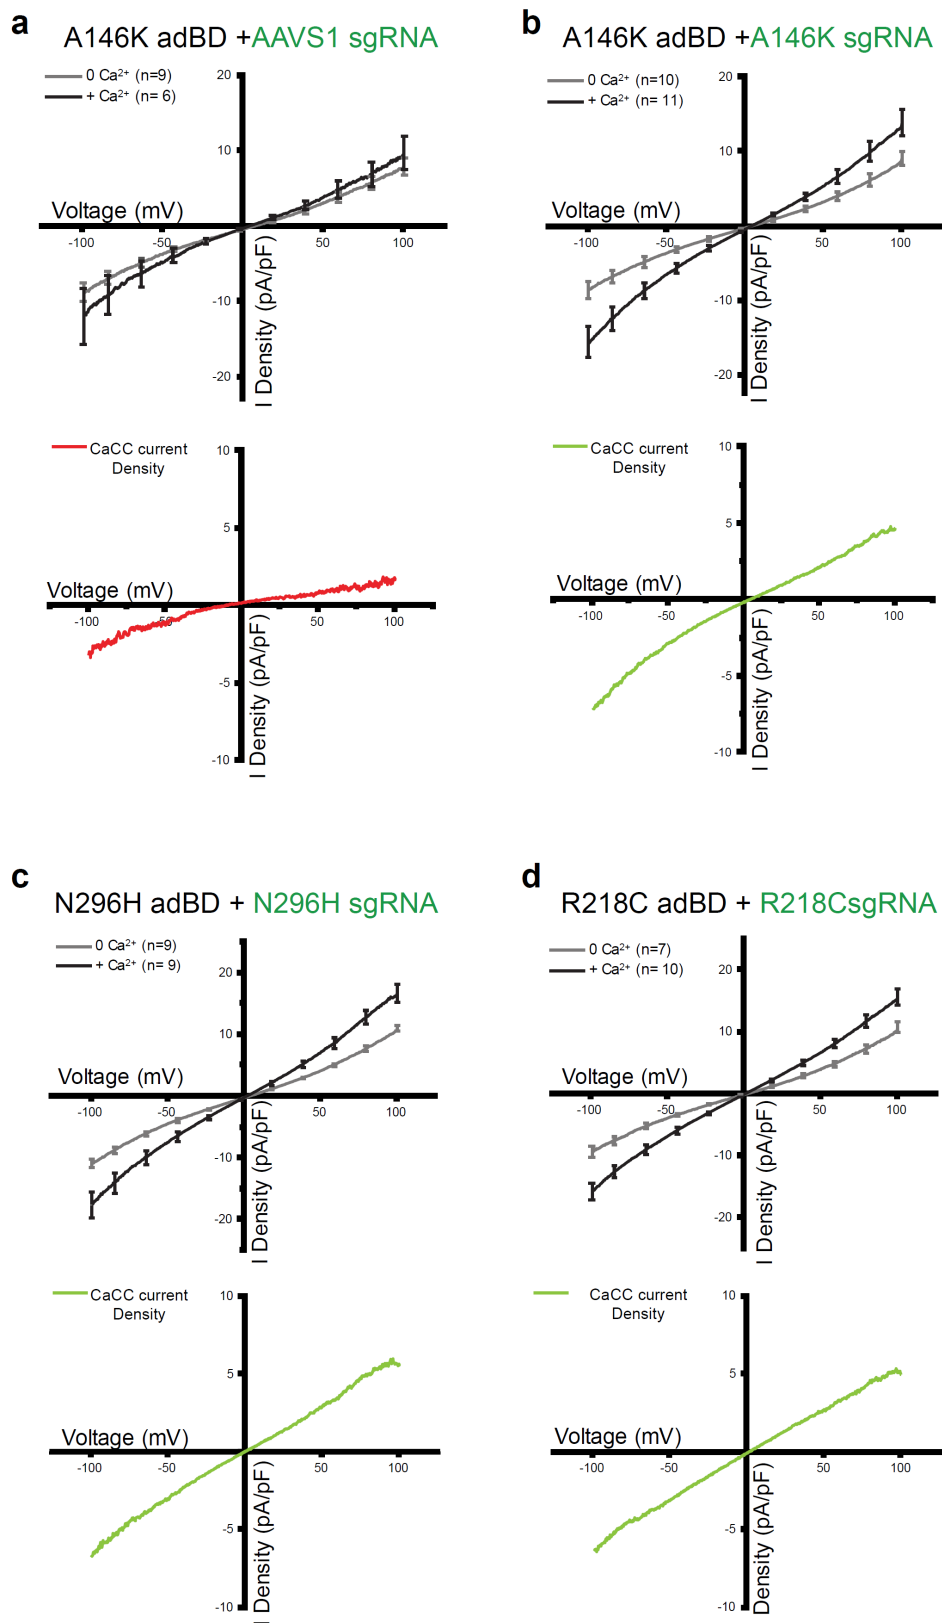 a
A146K adBD +AAVS1 sgRNA
0 Ca²⁺ (n=9)
+ Ca²⁺ (n= 6)
20
10
Voltage (mV)
-100
-50
50
100
-10
-20
I Density (pA/pF)
CaCC current
Density
10
5
Voltage (mV)
-100
-50
50
100
-5
-10
I Density (pA/pF)
b
A146K adBD +A146K sgRNA
0 Ca²⁺ (n=10)
+ Ca²⁺ (n= 11)
20
10
Voltage (mV)
-100
-50
50
100
-10
-20
I Density (pA/pF)
CaCC current
Density
10
5
Voltage (mV)
-100
-50
50
100
-5
-10
I Density (pA/pF)
c
N296H adBD + N296H sgRNA
0 Ca²⁺ (n=9)
+ Ca²⁺ (n= 9)
20
10
Voltage (mV)
-100
-50
50
100
-10
-20
I Density (pA/pF)
CaCC current
Density
10
5
Voltage (mV)
-100
-50
50
100
-5
-10
I Density (pA/pF)
d
R218C adBD + R218CsgRNA
0 Ca²⁺ (n=7)
+ Ca²⁺ (n= 10)
20
10
Voltage (mV)
-100
-50
50
100
-10
-20
I Density (pA/pF)
CaCC current
Density
10
5
Voltage (mV)
-100
-50
50
100
-5
-10
Density (pA/pF)